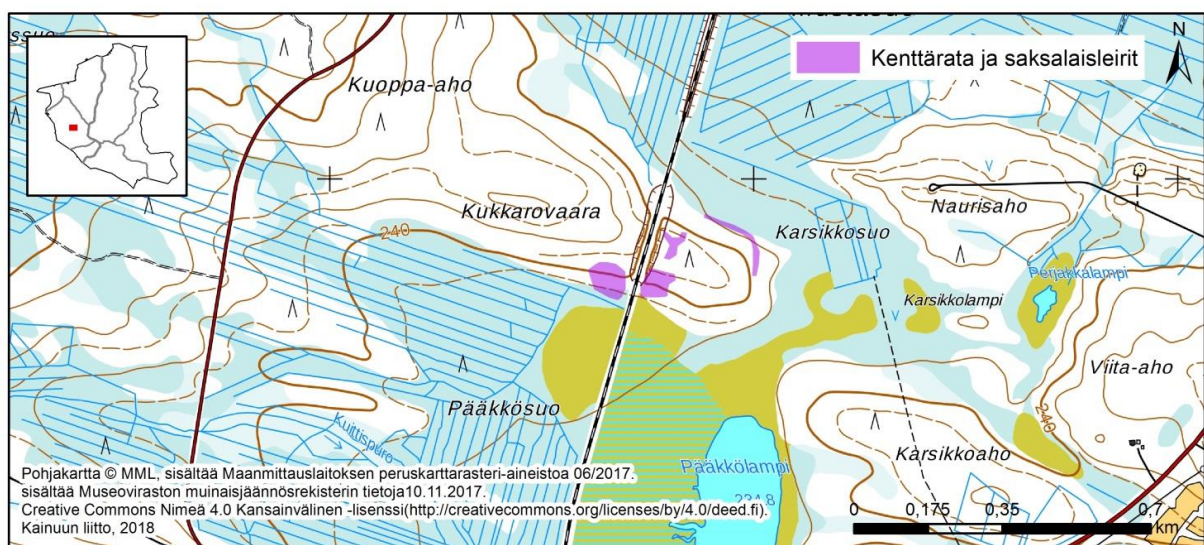 Kenttärata ja saksalaisleirit
N
Kuoppa-aho
Kukkarovaara
240
Naurisaho
Karsikkosuo
Perjakkalampi
Karsikkolampi
Viita-aho
Pääkkösuo
240
Kuittispuro
Karsikkoaho
Pääkkölampi
234.8
Pohjakartta © MML, sisältää Maanmittauslaitoksen peruskarttarasteri-aineistoa 06/2017.
sisältää Museoviraston muinaisjäännösrekisterin tietoja10.11.2017.
Creative Commons Nimeä 4.0 Kansainvälinen -lisenssi(http://creativecommons.org/licenses/by/4.0/deed.fi).
Kainuun liitto, 2018
0 0,175 0,35 0,7
km